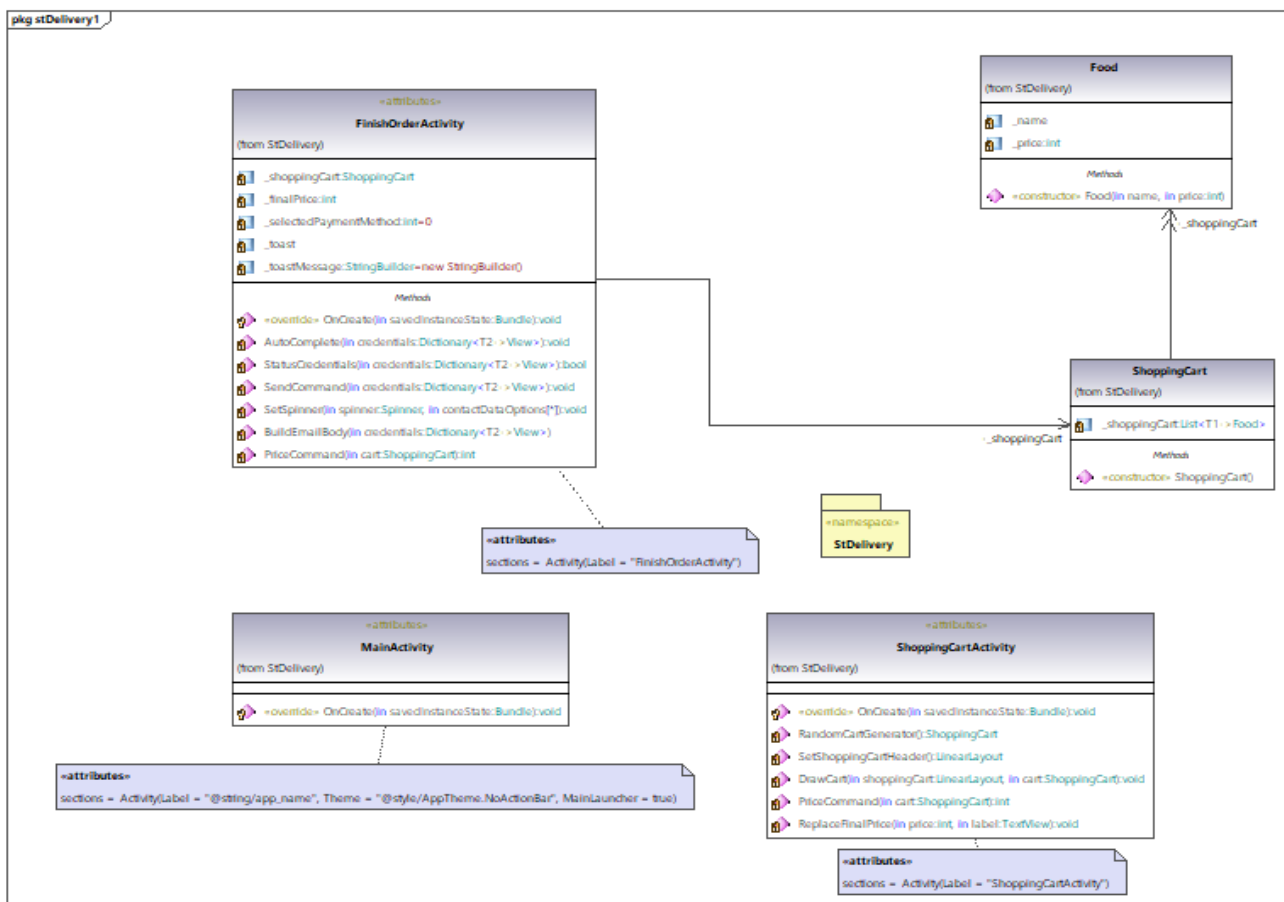 pkg stDelivery1
«attributes»
FinishOrderActivity
(from StDelivery)
_shoppingCart:ShoppingCart
_finalPrice:int
_selectedPaymentMethod:int=0
_toast
_toastMessage:StringBuilder=new StringBuilder()
Methods
«override» OnCreate(in savedInstanceState:Bundle):void
AutoComplete(in credentials:Dictionary<T2->View>):void
StatusCredentials(in credentials:Dictionary<T2->View>):bool
SendCommand(in credentials:Dictionary<T2->View>):void
SetSpinner(in spinner:Spinner, in contactDataOptions[*]):void
BuildEmailBody(in credentials:Dictionary<T2->View>)
PriceCommand(in cart:ShoppingCart):int
«attributes»
sections = Activity(Label = "FinishOrderActivity")
Food
(from StDelivery)
_name
_price:int
Methods
«constructor» Food(in name, in price:int)
-_shoppingCart
ShoppingCart
(from StDelivery)
_shoppingCart:List<T1->Food>
Methods
«constructor» ShoppingCart()
-_shoppingCart
«namespace»
StDelivery
«attributes»
MainActivity
(from StDelivery)
«override» OnCreate(in savedInstanceState:Bundle):void
«attributes»
sections = Activity(Label = "@string/app_name", Theme = "@style/AppTheme.NoActionBar", MainLauncher = true)
«attributes»
ShoppingCartActivity
(from StDelivery)
«override» OnCreate(in savedInstanceState:Bundle):void
RandomCartGenerator():ShoppingCart
SetShoppingCartHeader():LinearLayout
DrawCart(in shoppingCart:LinearLayout, in cart:ShoppingCart):void
PriceCommand(in cart:ShoppingCart):int
ReplaceFinalPrice(in price:int, in label:TextView):void
«attributes»
sections = Activity(Label = "ShoppingCartActivity")